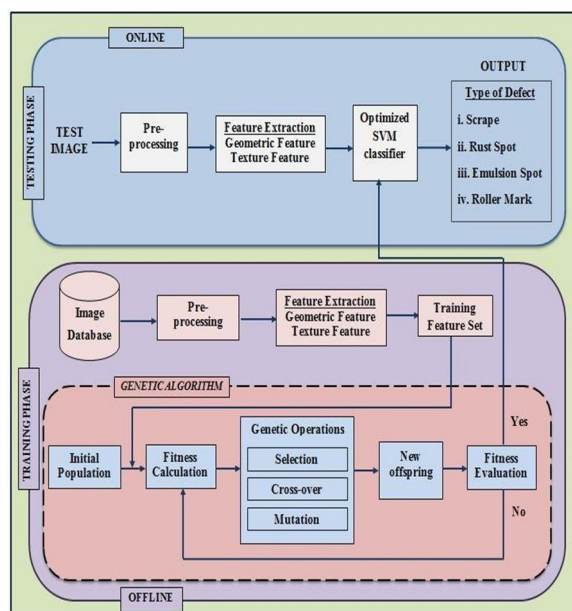 ONLINE
TESTING PHASE
TEST
IMAGE
Pre-
processing
Feature Extraction
Geometric Feature
Texture Feature
Optimized
SVM
classifier
OUTPUT
Type of Defect
i. Scrape
ii. Rust Spot
iii. Emulsion Spot
iv. Roller Mark
TRAINING PHASE
Image
Database
Pre-
processing
Feature Extraction
Geometric Feature
Texture Feature
Training
Feature Set
GENETIC ALGORITHM
Initial
Population
Fitness
Calculation
Genetic Operations
Selection
Cross-over
Mutation
New
offspring
Fitness
Evaluation
Yes
No
OFFLINE